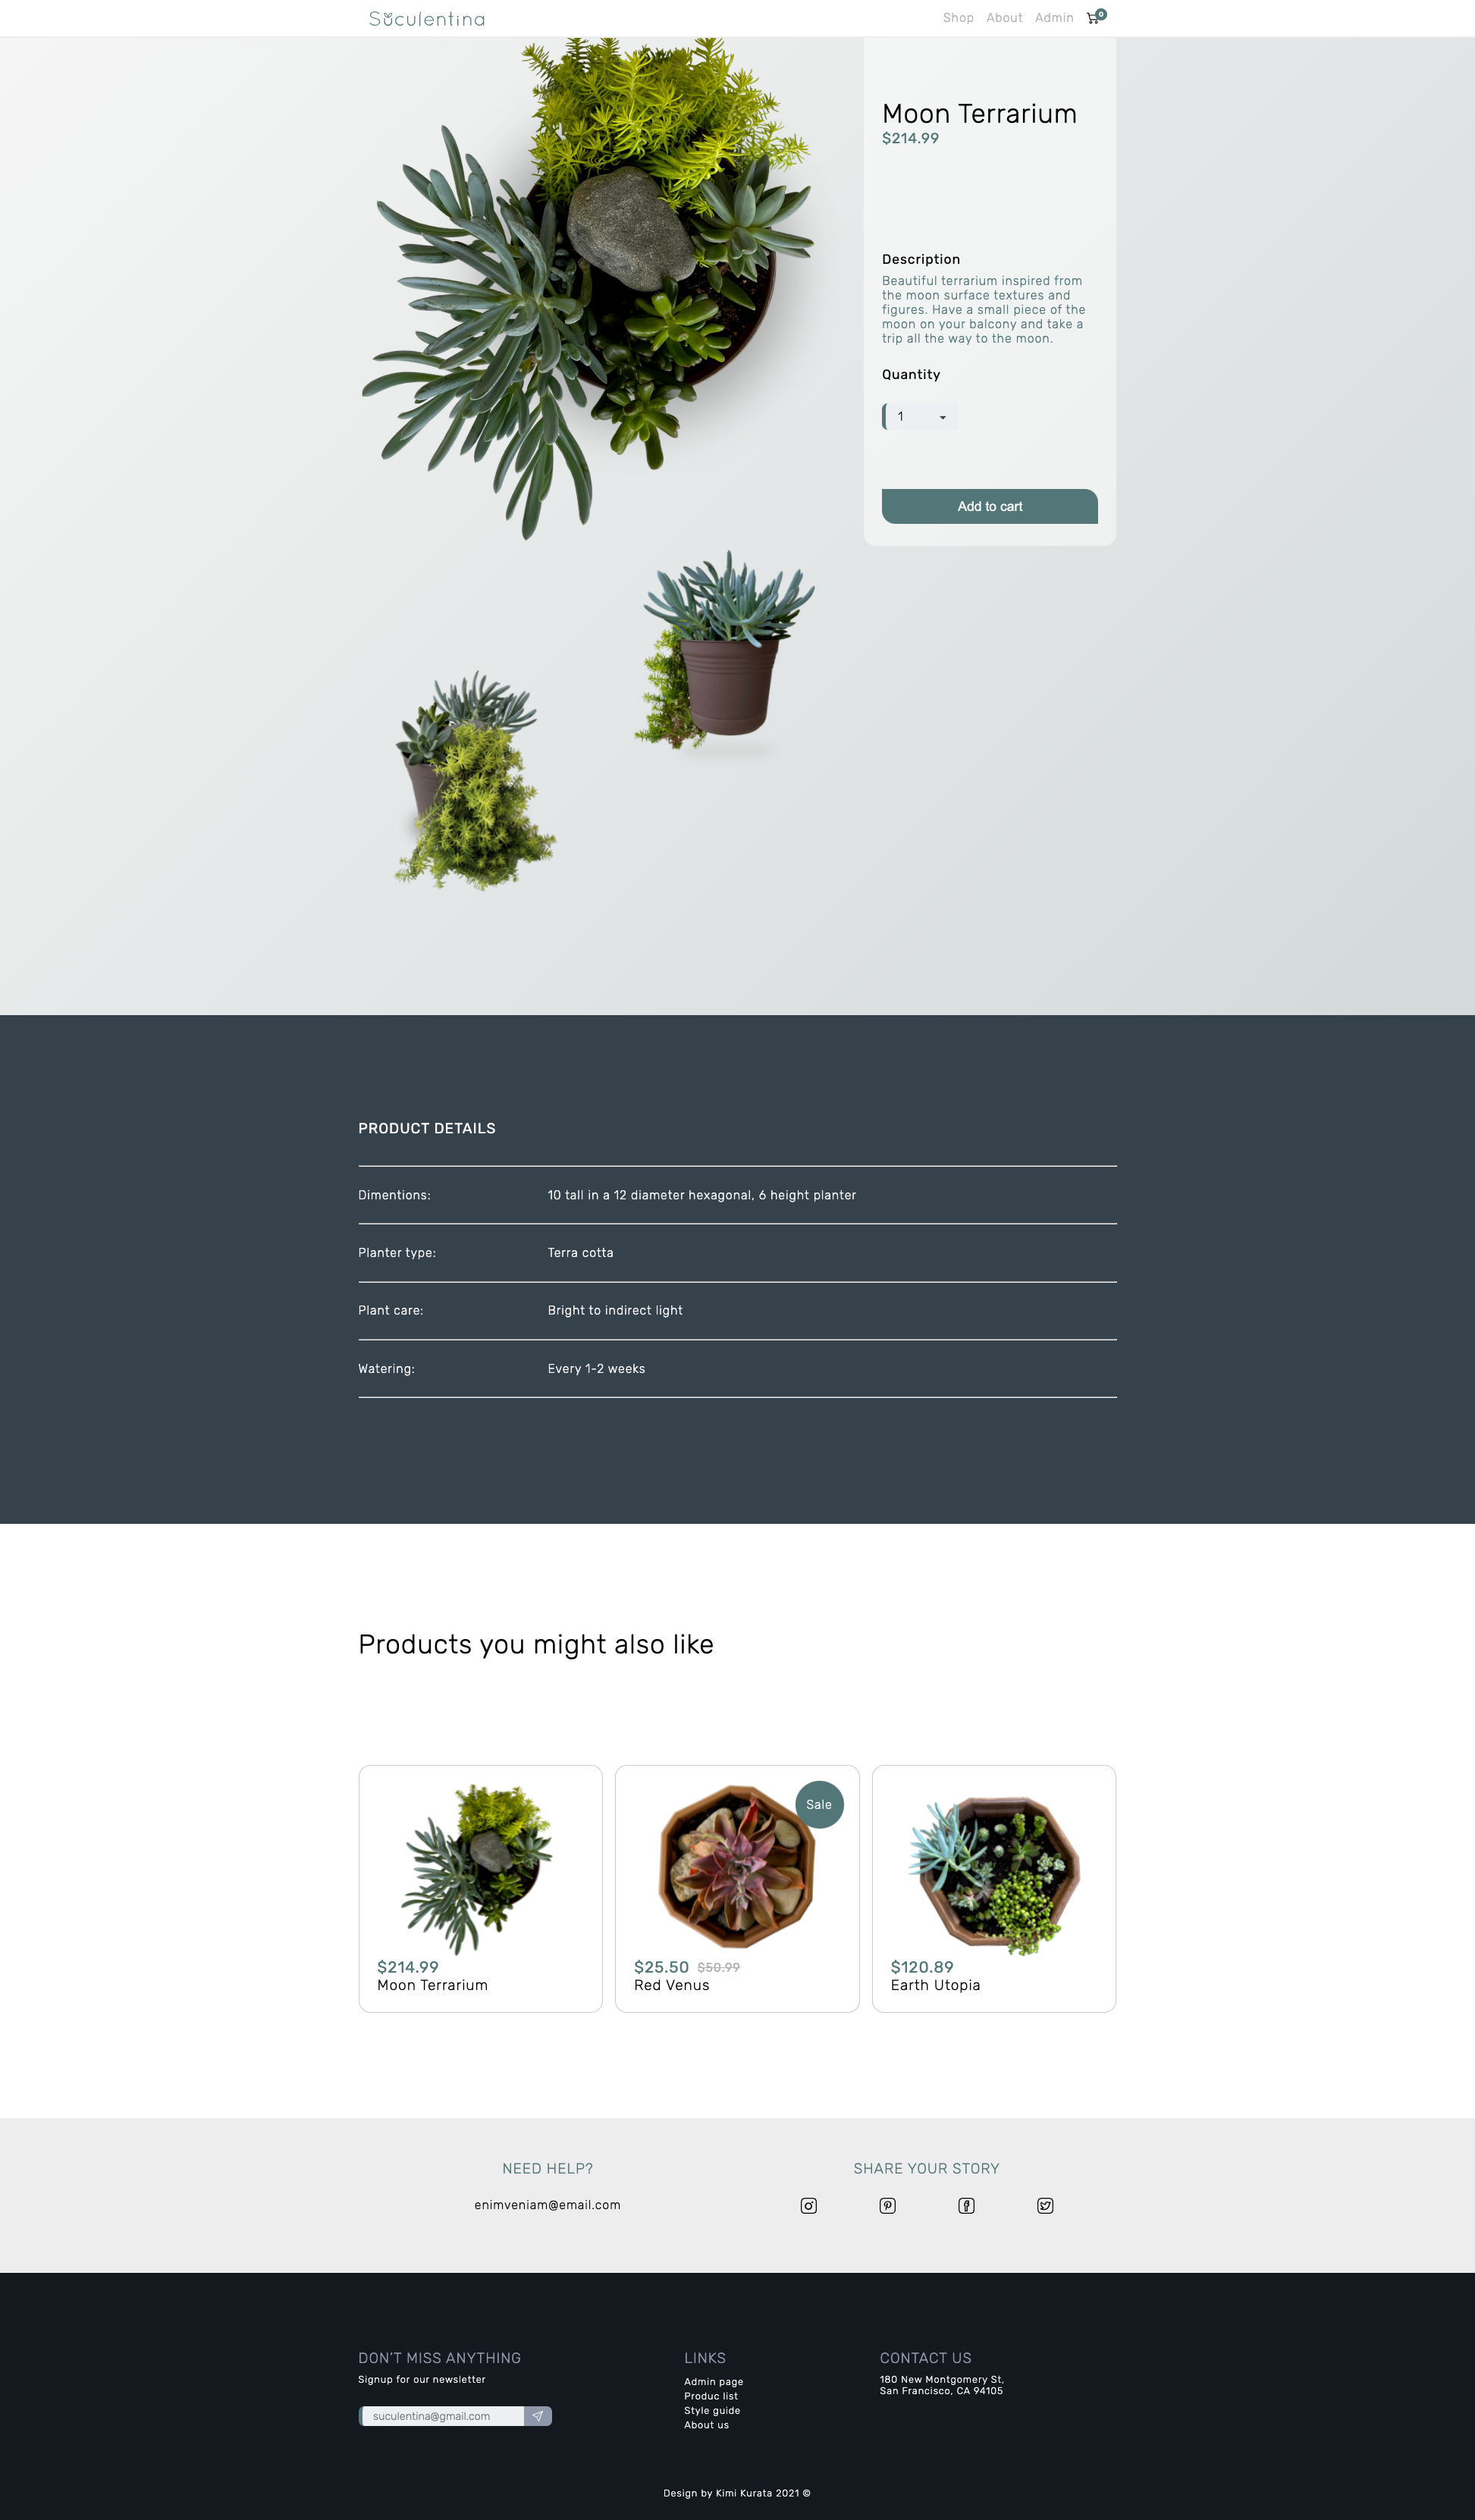 Suculentina
Shop About Admin 0
Moon Terrarium
$214.99
Description
Beautiful terrarium inspired from
the moon surface textures and
figures. Have a small piece of the
moon on your balcony and take a
trip all the way to the moon.
Quantity
1
Add to cart
PRODUCT DETAILS
Dimentions: 10 tall in a 12 diameter hexagonal, 6 height planter
Planter type: Terra cotta
Plant care: Bright to indirect light
Watering: Every 1-2 weeks
Products you might also like
$214.99
Moon Terrarium
Sale
$25.50 $50.99
Red Venus
$120.89
Earth Utopia
NEED HELP?
enimveniam@email.com
SHARE YOUR STORY
DON'T MISS ANYTHING
Signup for our newsletter
suculentina@gmail.com
LINKS
Admin page
Produc list
Style guide
About us
CONTACT US
180 New Montgomery St,
San Francisco, CA 94105
Design by Kimi Kurata 2021 ©